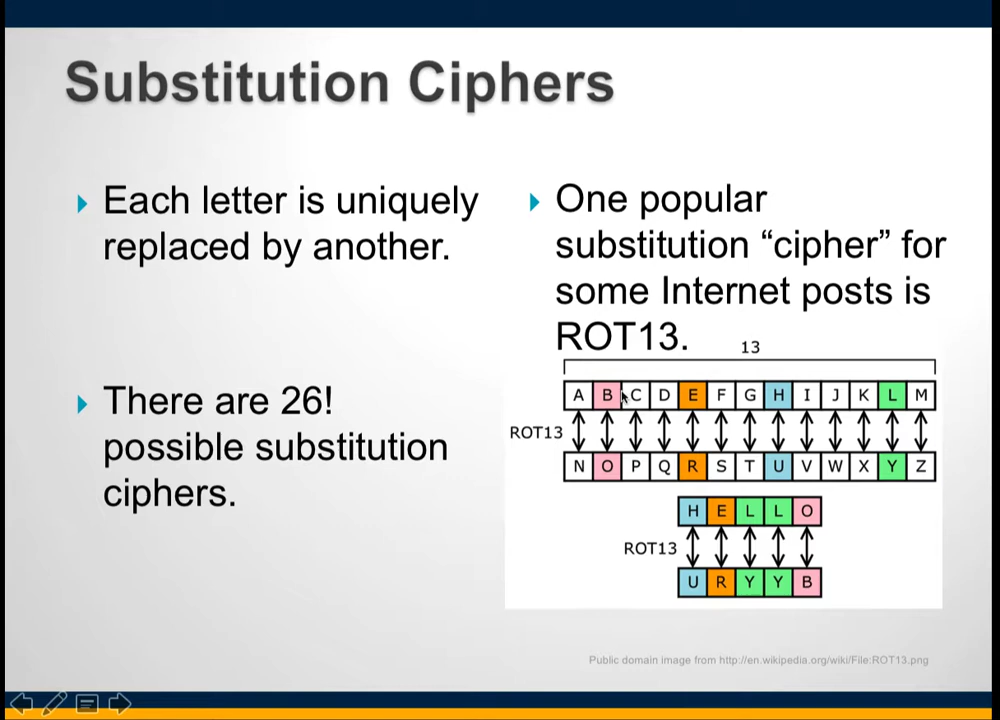 Substitution Ciphers
Each letter is uniquely
replaced by another.
There are 26!
possible substitution
ciphers.
One popular
substitution “cipher” for
some Internet posts is
ROT13.
13
A B C D E F G H I J K L M
ROT13
N O P Q R S T U V W X Y Z
H E L L O
ROT13
U R Y Y B
Public domain image from http://en.wikipedia.org/wiki/File:ROT13.png